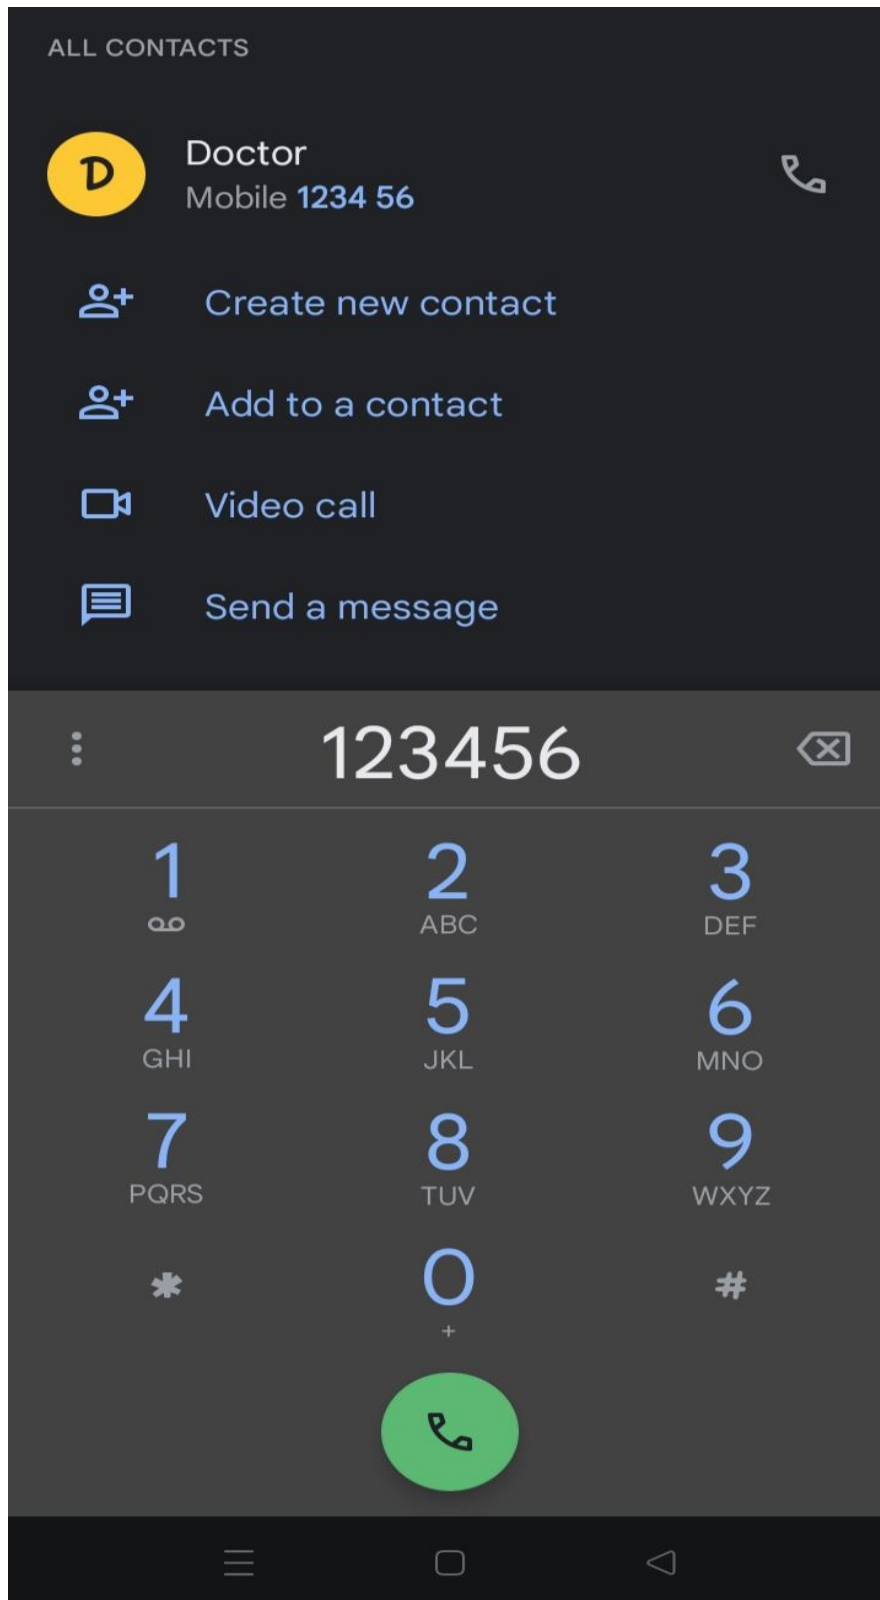 ALL CONTACTS
D
Doctor
Mobile 1234 56
Create new contact
Add to a contact
Video call
Send a message
123456
1 2 3
ABC DEF
4 5 6
GHI JKL MNO
7 8 9
PQRS TUV WXYZ
* 0 #
+